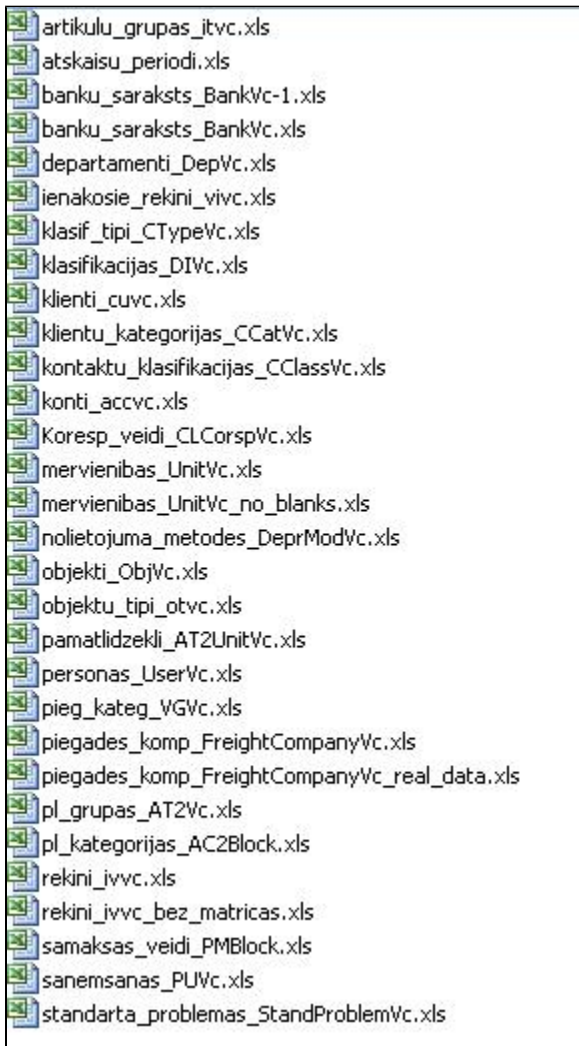 artikulu_grupas_itvc.xls
atskaisu_periodi.xls
banku_saraksts_BankVc-1.xls
banku_saraksts_BankVc.xls
departamenti_DepVc.xls
ienakosie_rekini_vivc.xls
klasif_tipi_CTypeVc.xls
klasifikacijas_DIVc.xls
klienti_cuvc.xls
klientu_kategorijas_CCatVc.xls
kontaktu_klasifikacijas_CClassVc.xls
konti_accvc.xls
Koresp_veidi_CLCorspVc.xls
mervienibas_UnitVc.xls
mervienibas_UnitVc_no_blanks.xls
nolietojuma_metodes_DeprModVc.xls
objekti_ObjVc.xls
objektu_tipi_otvc.xls
pamatlidzekli_AT2UnitVc.xls
personas_UserVc.xls
pieg_kateg_VGVc.xls
piegades_komp_FreightCompanyVc.xls
piegades_komp_FreightCompanyVc_real_data.xls
pl_grupas_AT2Vc.xls
pl_kategorijas_AC2Block.xls
rekini_ivvc.xls
rekini_ivvc_bez_matricas.xls
samaksas_veidi_PMBlock.xls
sanemsanas_PUVc.xls
standarta_problemas_StandProblemVc.xls